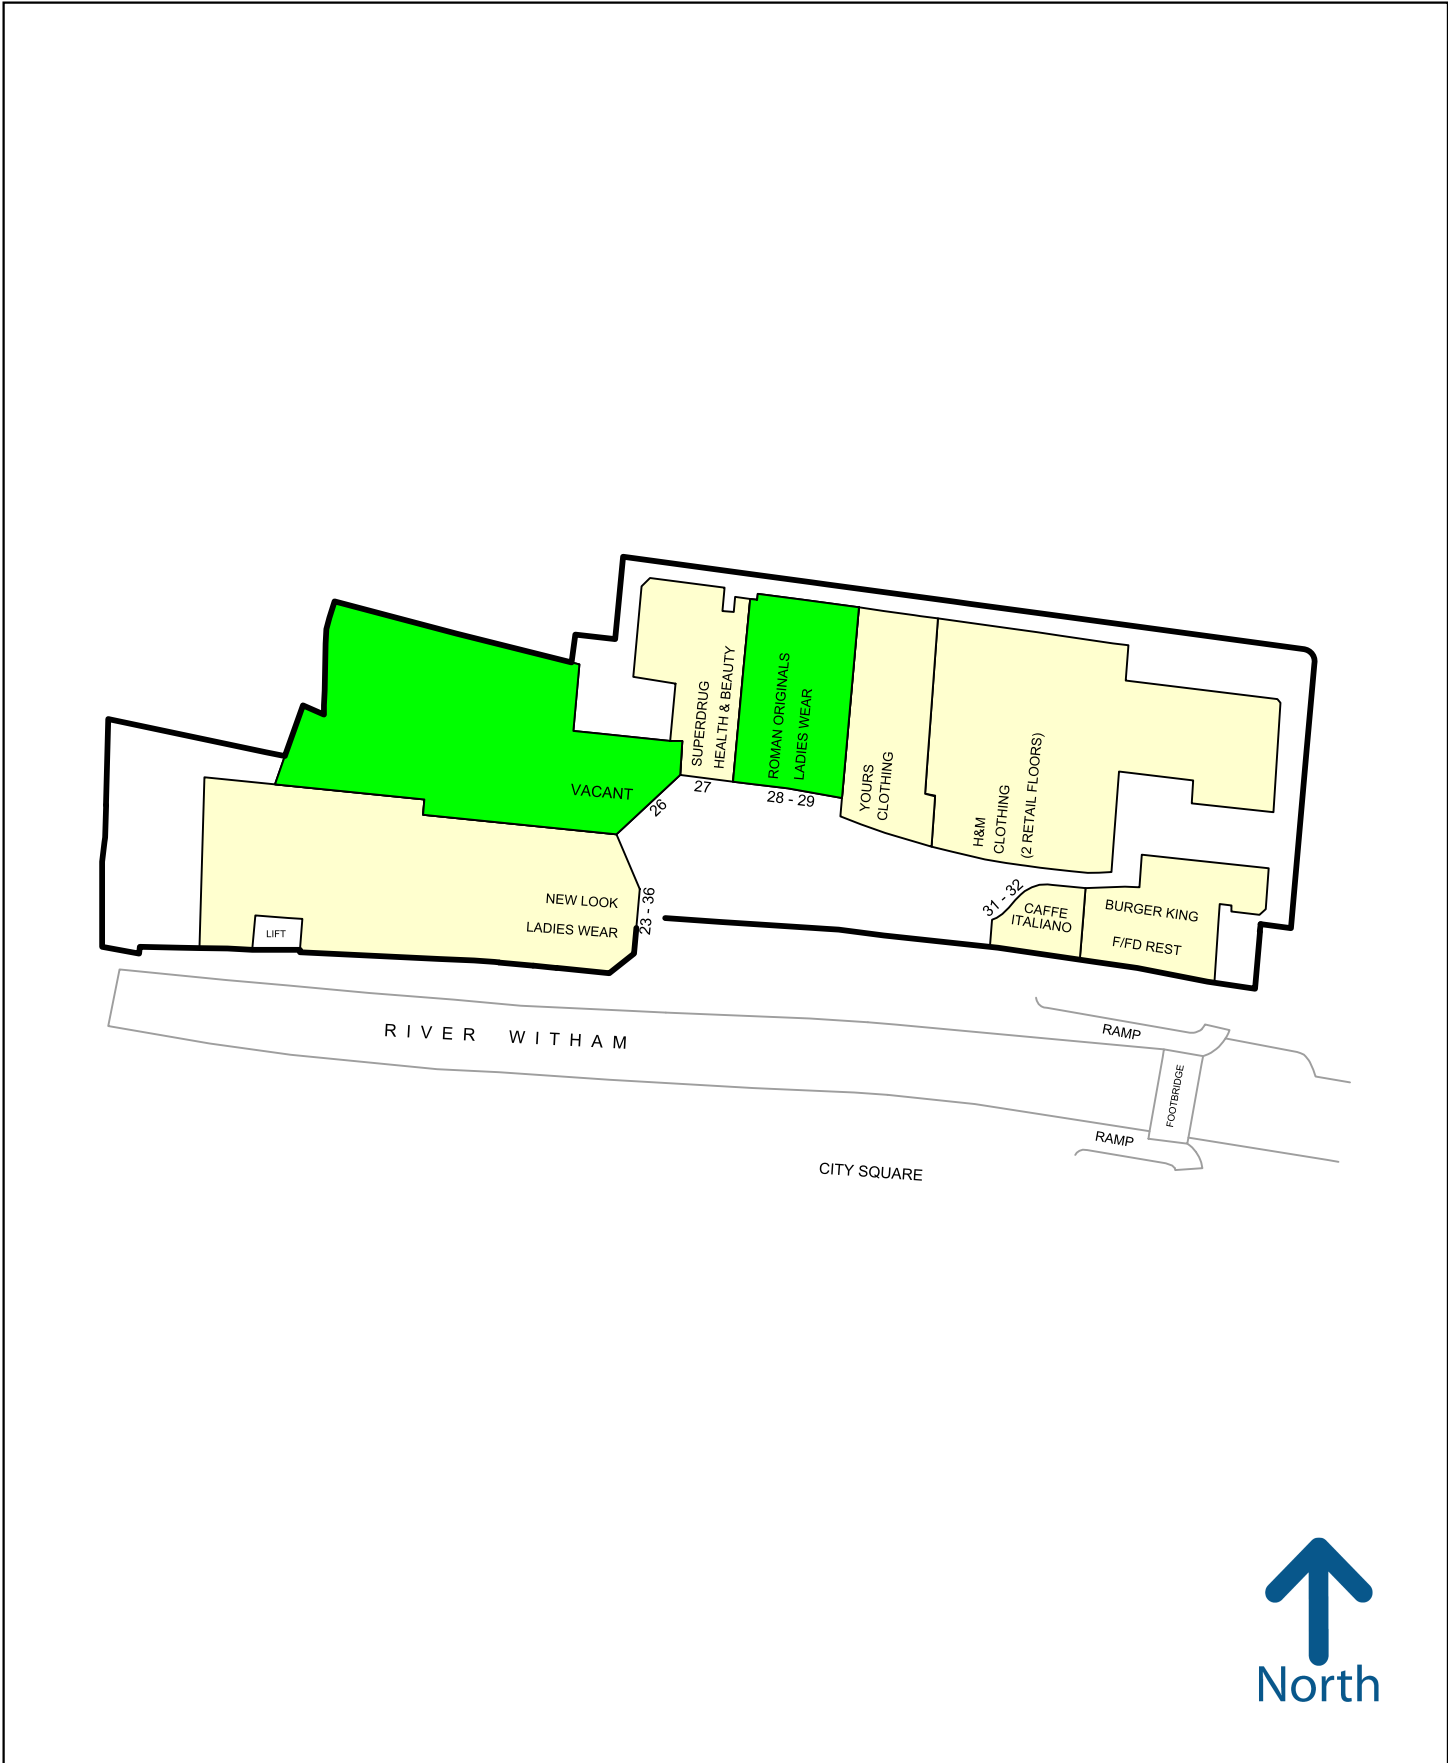 SUPERDRUG
HEALTH & BEAUTY
27
ROMAN ORIGINALS
LADIES WEAR
28 - 29
YOURS
CLOTHING
H&M
CLOTHING
(2 RETAIL FLOORS)
VACANT
26
NEW LOOK
LADIES WEAR
23 - 36
LIFT
31 - 32
CAFFE
ITALIANO
BURGER KING
F/FD REST
RIVER WITHAM
RAMP
FOOTBRIDGE
RAMP
CITY SQUARE
North